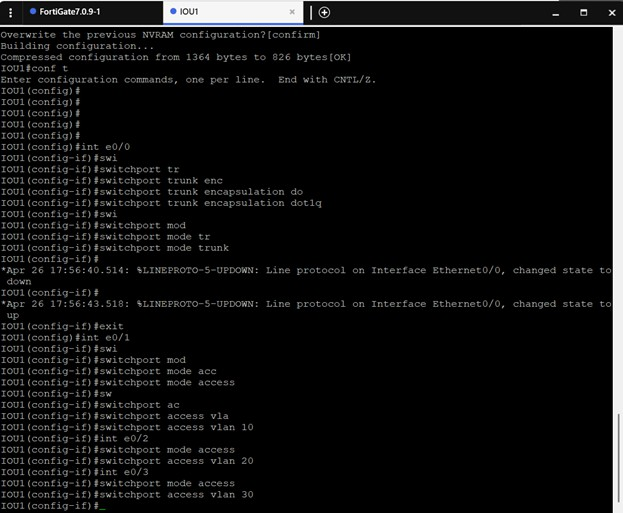 FortiGate7.0.9-1
IOU1
Overwrite the previous NVRAM configuration?[confirm]
Building configuration...
Compressed configuration from 1364 bytes to 826 bytes[OK]
IOU1#conf t
Enter configuration commands, one per line.  End with CNTL/Z.
IOU1(config)#
IOU1(config)#
IOU1(config)#
IOU1(config)#
IOU1(config)#
IOU1(config)#int e0/0
IOU1(config-if)#swi
IOU1(config-if)#switchport tr
IOU1(config-if)#switchport trunk enc
IOU1(config-if)#switchport trunk encapsulation do
IOU1(config-if)#switchport trunk encapsulation dot1q
IOU1(config-if)#swi
IOU1(config-if)#switchport mod
IOU1(config-if)#switchport mode tr
IOU1(config-if)#switchport mode trunk
IOU1(config-if)#
*Apr 26 17:56:40.514: %LINEPROTO-5-UPDOWN: Line protocol on Interface Ethernet0/0, changed state to
down
IOU1(config-if)#
*Apr 26 17:56:43.518: %LINEPROTO-5-UPDOWN: Line protocol on Interface Ethernet0/0, changed state to
up
IOU1(config-if)#exit
IOU1(config)#int e0/1
IOU1(config-if)#swi
IOU1(config-if)#switchport mod
IOU1(config-if)#switchport mode acc
IOU1(config-if)#switchport mode access
IOU1(config-if)#sw
IOU1(config-if)#switchport ac
IOU1(config-if)#switchport access vla
IOU1(config-if)#switchport access vlan 10
IOU1(config-if)#int e0/2
IOU1(config-if)#switchport mode access
IOU1(config-if)#switchport access vlan 20
IOU1(config-if)#int e0/3
IOU1(config-if)#switchport mode access
IOU1(config-if)#switchport access vlan 30
IOU1(config-if)#_